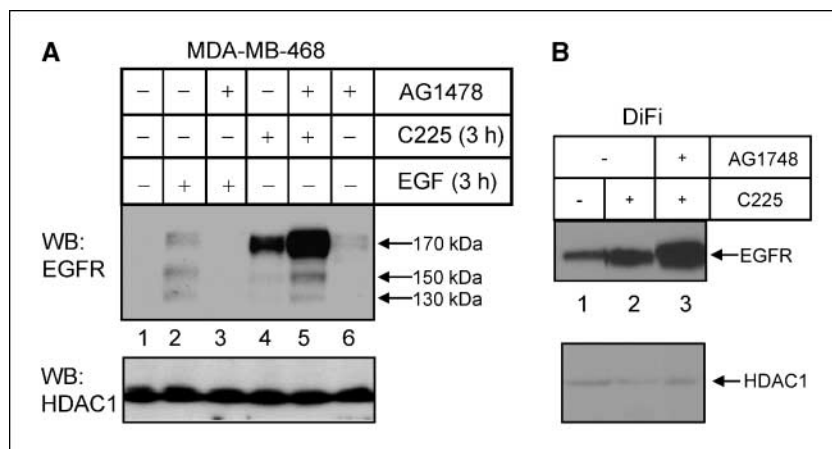 A
MDA-MB-468
– – + – + + AG1478
– – – + + – C225 (3 h)
– + + – – – EGF (3 h)
WB:
EGFR
170 kDa
150 kDa
130 kDa
1 2 3 4 5 6
WB:
HDAC1
B
DiFi
- + AG1748
- + + C225
EGFR
1 2 3
HDAC1